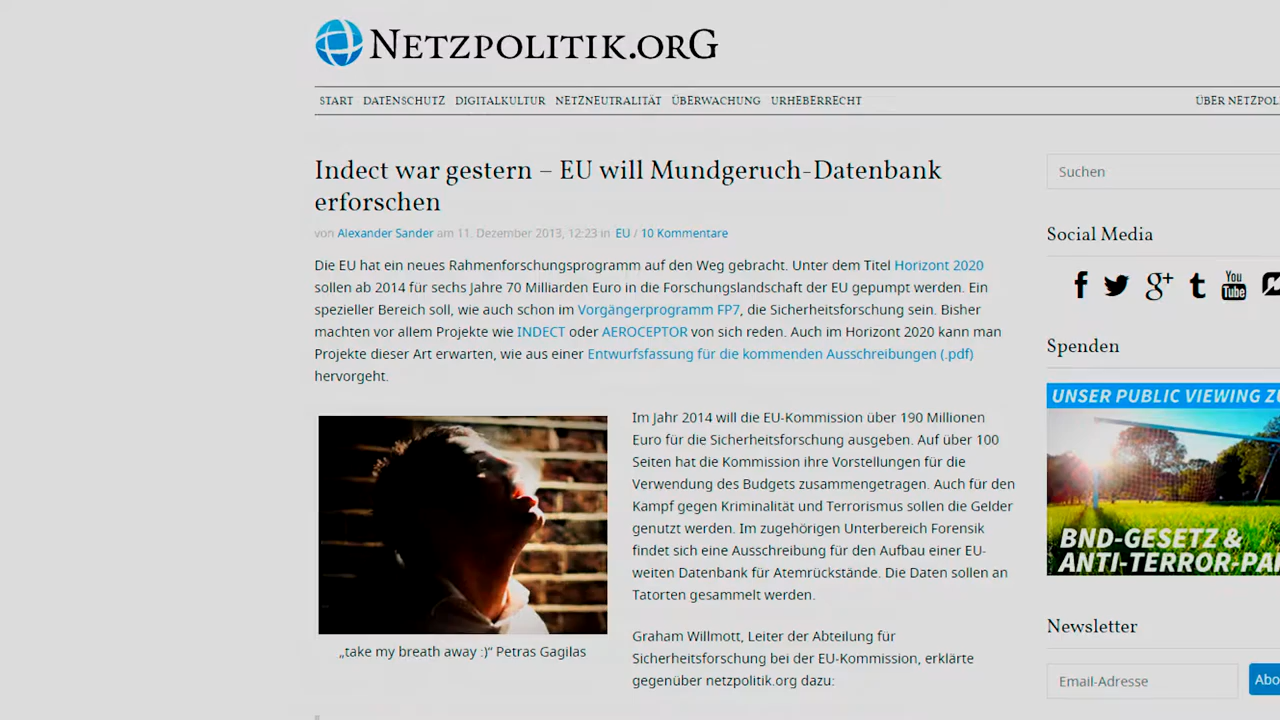 NETZPOLITIK.ORG
START DATENSCHUTZ DIGITALKULTUR NETZNEUTRALITÄT ÜBERWACHUNG URHEBERRECHT ÜBER NETZPOL
Indect war gestern – EU will Mundgeruch-Datenbank
erforschen
von Alexander Sander am 11. Dezember 2013, 12:23 in EU / 10 Kommentare
Die EU hat ein neues Rahmenforschungsprogramm auf den Weg gebracht. Unter dem Titel Horizont 2020
sollen ab 2014 für sechs Jahre 70 Milliarden Euro in die Forschungslandschaft der EU gepumpt werden. Ein
spezieller Bereich soll, wie auch schon im Vorgängerprogramm FP7, die Sicherheitsforschung sein. Bisher
machten vor allem Projekte wie INDECT oder AEROCEPTOR von sich reden. Auch im Horizont 2020 kann man
Projekte dieser Art erwarten, wie aus einer Entwurfsfassung für die kommenden Ausschreibungen (.pdf)
hervorgeht.
Im Jahr 2014 will die EU-Kommission über 190 Millionen
Euro für die Sicherheitsforschung ausgeben. Auf über 100
Seiten hat die Kommission ihre Vorstellungen für die
Verwendung des Budgets zusammengetragen. Auch für den
Kampf gegen Kriminalität und Terrorismus sollen die Gelder
genutzt werden. Im zugehörigen Unterbereich Forensik
findet sich eine Ausschreibung für den Aufbau einer EU-
weiten Datenbank für Atemrückstände. Die Daten sollen an
Tatorten gesammelt werden.
„take my breath away :)“ Petras Gagilas
Graham Willmott, Leiter der Abteilung für
Sicherheitsforschung bei der EU-Kommission, erklärte
gegenüber netzpolitik.org dazu:
Suchen
Social Media
f g+ t You Tube
Spenden
UNSER PUBLIC VIEWING ZU
BND-GESETZ &
ANTI-TERROR-PA
Newsletter
Email-Adresse Abo